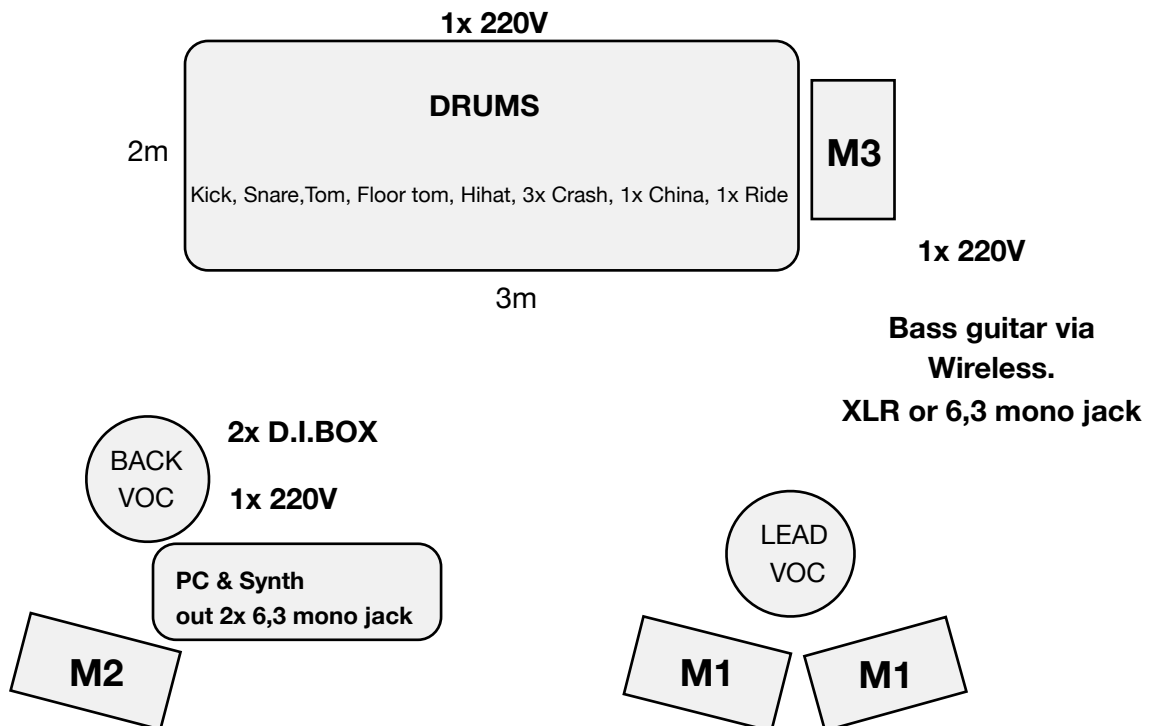 1x 220V
DRUMS
2m
M3
Kick, Snare,Tom, Floor tom, Hihat, 3x Crash, 1x China, 1x Ride
1x 220V
3m
Bass guitar via
Wireless.
XLR or 6,3 mono jack
BACK
VOC
2x D.I.BOX
1x 220V
LEAD
VOC
PC & Synth
out 2x 6,3 mono jack
M2
M1
M1